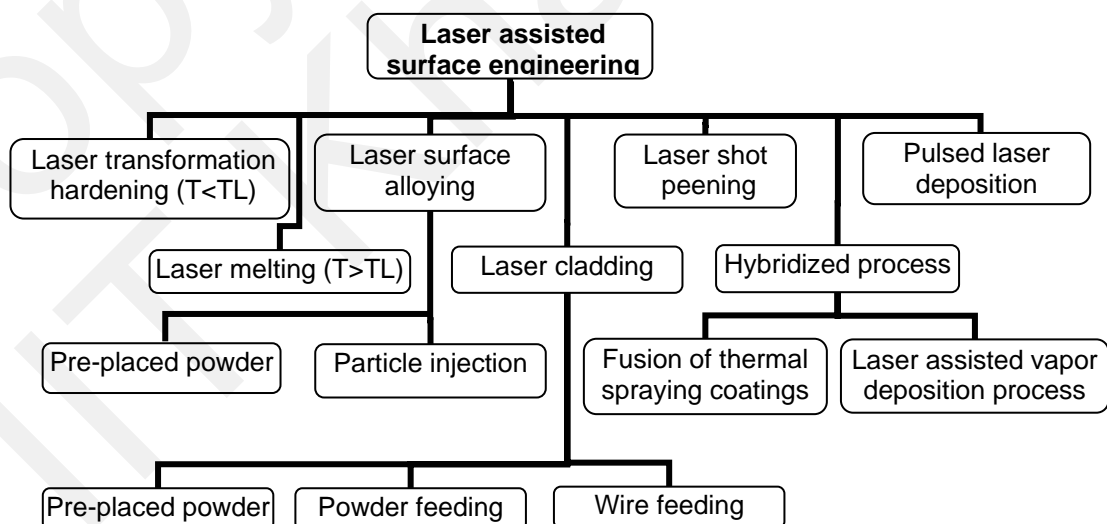 Laser assisted
surface engineering
Laser transformation
hardening (T<TL)
Laser surface
alloying
Laser shot
peening
Pulsed laser
deposition
Laser melting (T>TL)
Laser cladding
Hybridized process
Pre-placed powder
Particle injection
Fusion of thermal
spraying coatings
Laser assisted vapor
deposition process
Pre-placed powder
Powder feeding
Wire feeding